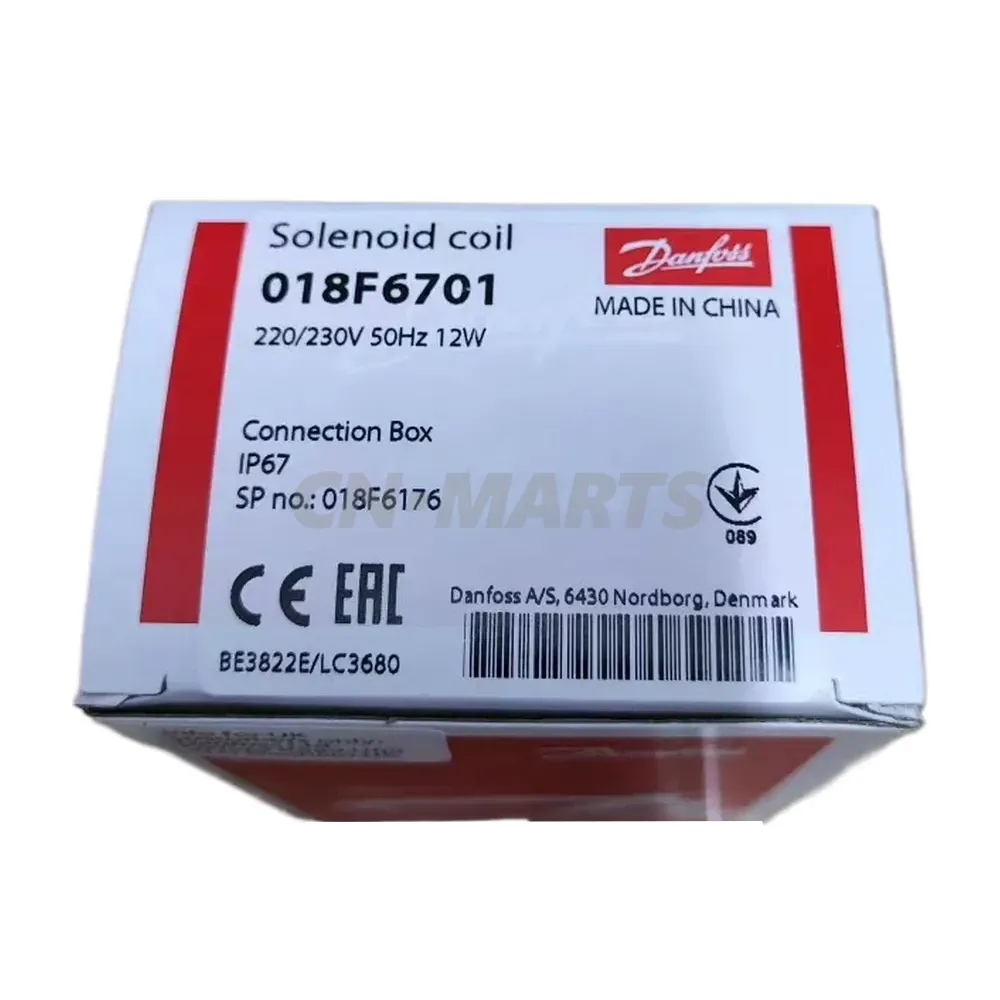 Solenoid coil
018F6701
220/230V 50Hz 12W
Danfoss
MADE IN CHINA
Connection Box
IP67
SP no.: 018F6176
CN-MARTS
089
CE EAC
BE3822E/LC3680
Danfoss A/S, 6430 Nordborg, Denmark